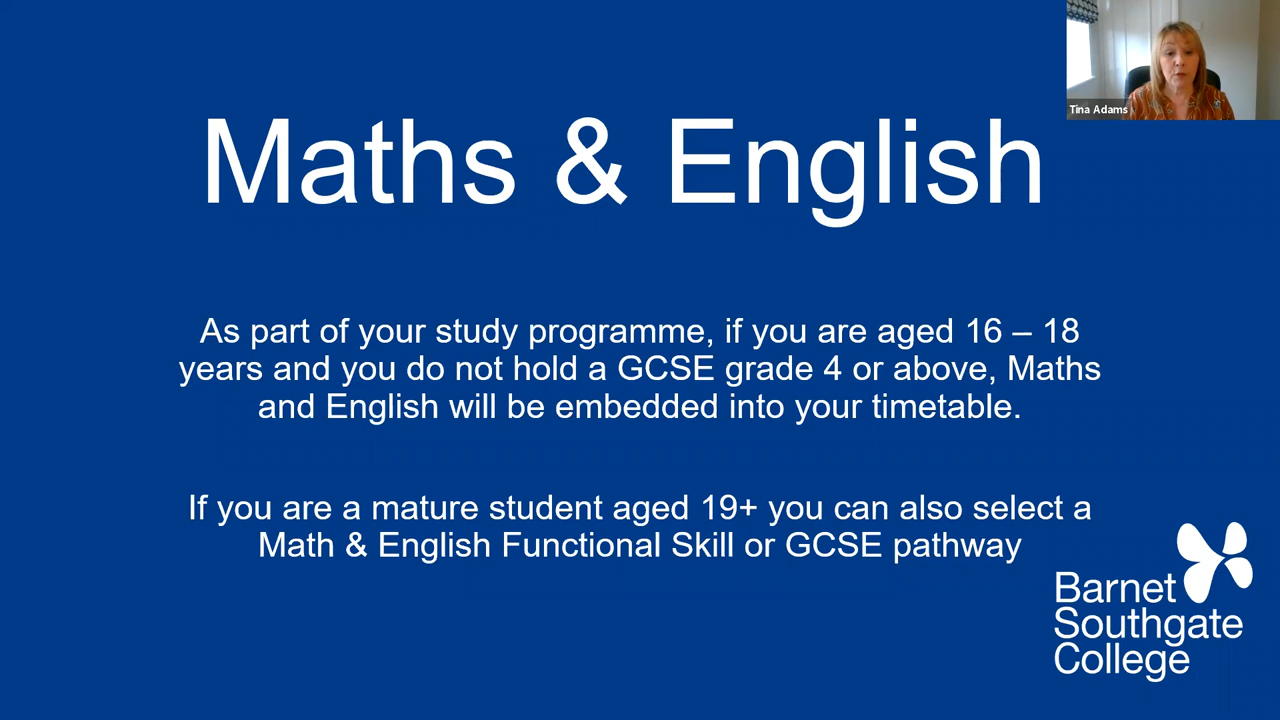 Tina Adams
Maths & English
As part of your study programme, if you are aged 16 – 18
years and you do not hold a GCSE grade 4 or above, Maths
and English will be embedded into your timetable.
If you are a mature student aged 19+ you can also select a
Math & English Functional Skill or GCSE pathway
Barnet
Southgate
College